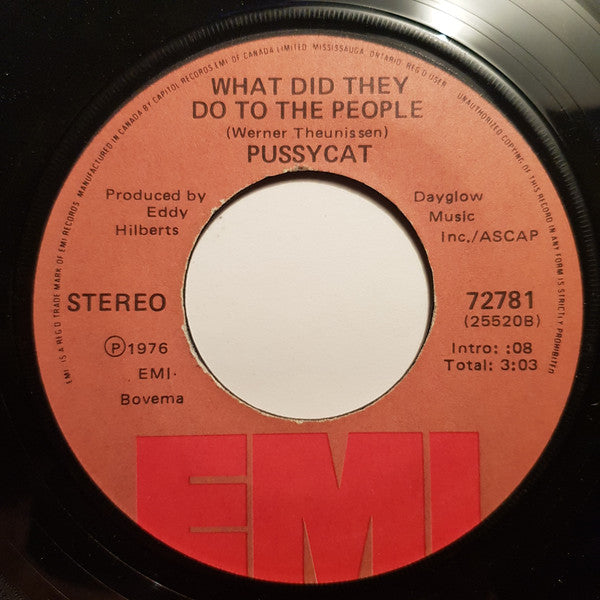 MANUFACTURED IN CANADA BY CAPITOL RECORDS EMI OF CANADA LIMITED. MISSISSAUGA, ONTARIO. REG'D USER. UNAUTHORIZED COPYING OF THIS RECORD IN ANY FORM IS STRICTLY PROHIBITED
EMI IS A REG'D TRADE MARK OF EMI RECORDS
WHAT DID THEY
DO TO THE PEOPLE
(Werner Theunissen)
PUSSYCAT
Produced by
Eddy
Hilberts
Dayglow
Music
Inc./ASCAP
STEREO
72781
(25520B)
Ⓟ1976
EMI-
Bovema
Intro: :08
Total: 3:03
EMI